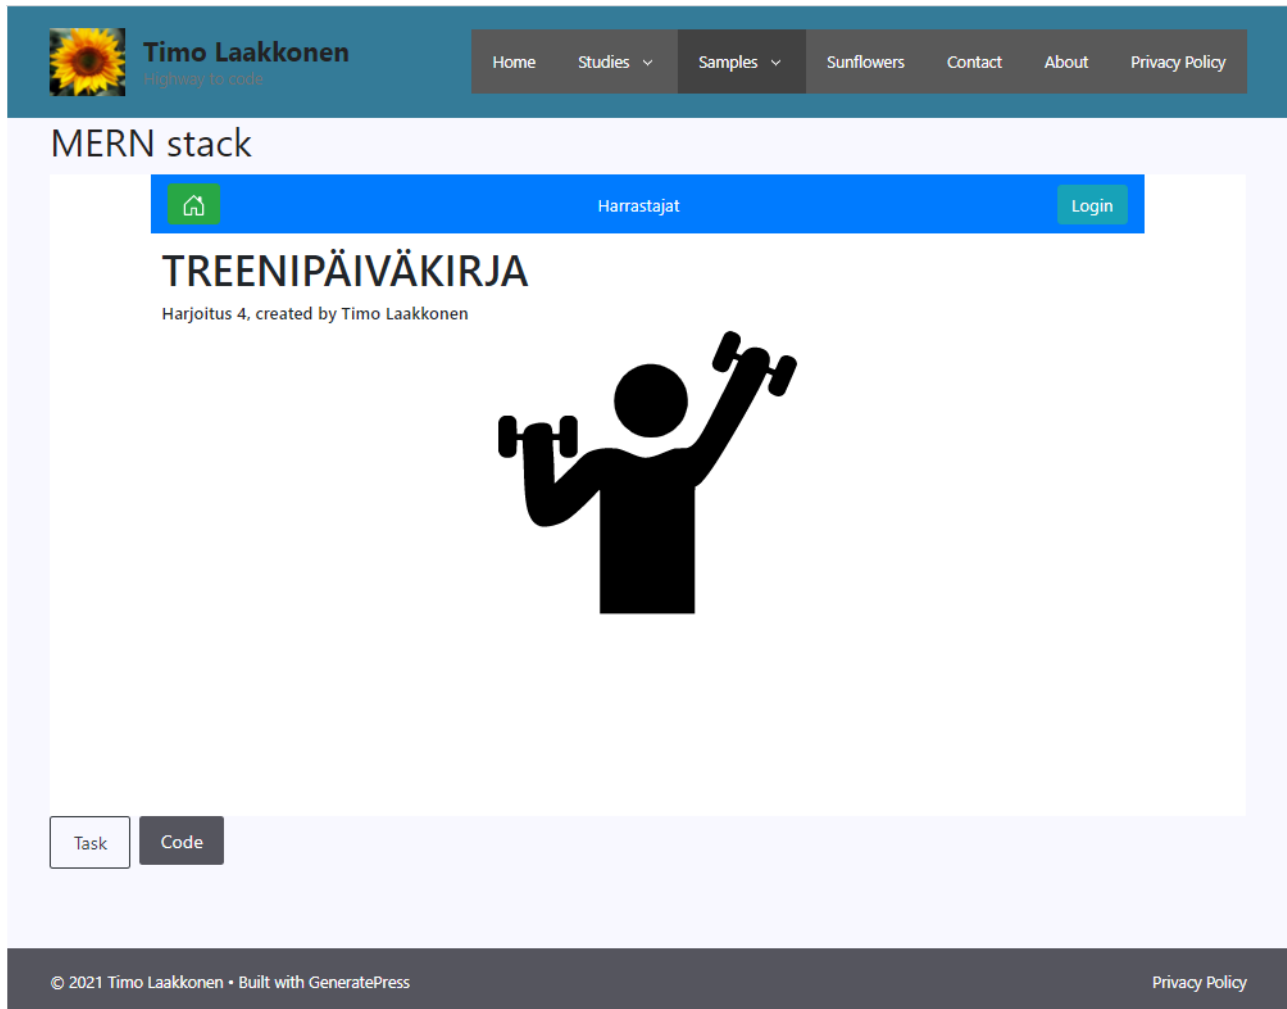 Timo Laakkonen
Highway to code
Home Studies Samples Sunflowers Contact About Privacy Policy
MERN stack
Harrastajat Login
TREENIPÄIVÄKIRJA
Harjoitus 4, created by Timo Laakkonen
Task Code
© 2021 Timo Laakkonen • Built with GeneratePress Privacy Policy